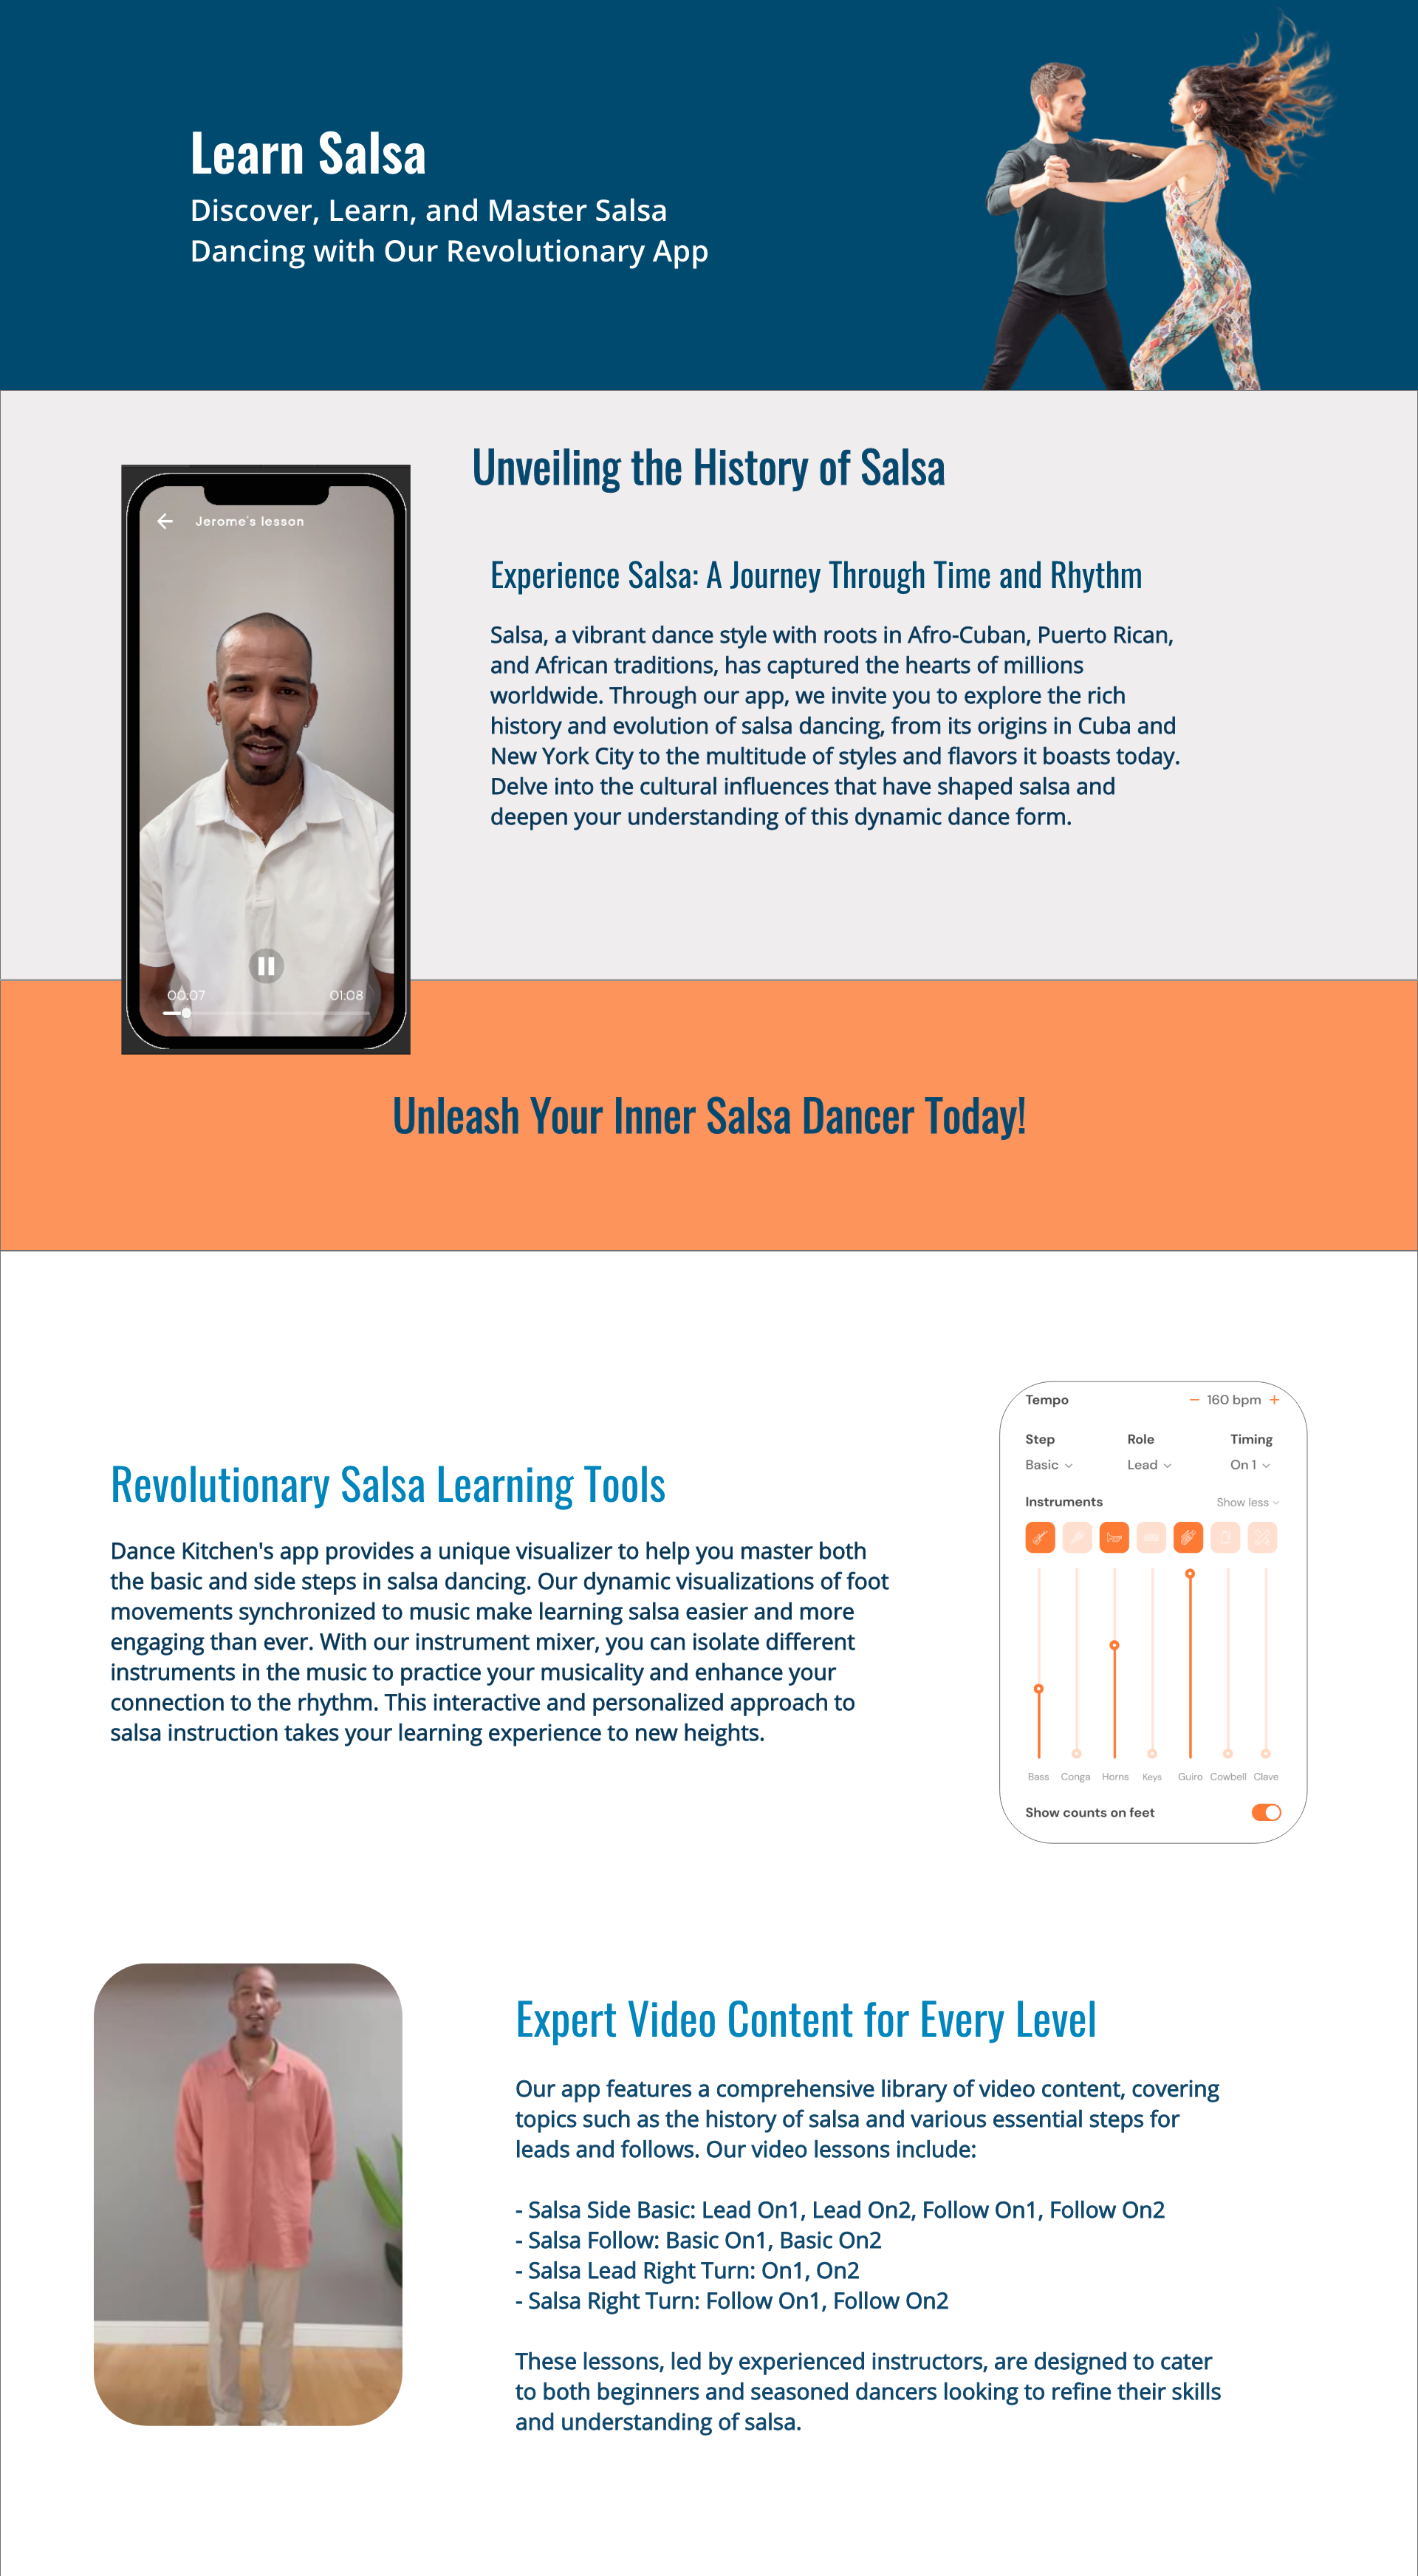 Learn Salsa
Discover, Learn, and Master Salsa
Dancing with Our Revolutionary App
Jerome's lesson
00:07
01:08
Unveiling the History of Salsa
Experience Salsa: A Journey Through Time and Rhythm
Salsa, a vibrant dance style with roots in Afro-Cuban, Puerto Rican,
and African traditions, has captured the hearts of millions
worldwide. Through our app, we invite you to explore the rich
history and evolution of salsa dancing, from its origins in Cuba and
New York City to the multitude of styles and flavors it boasts today.
Delve into the cultural influences that have shaped salsa and
deepen your understanding of this dynamic dance form.
Unleash Your Inner Salsa Dancer Today!
Revolutionary Salsa Learning Tools
Dance Kitchen's app provides a unique visualizer to help you master both
the basic and side steps in salsa dancing. Our dynamic visualizations of foot
movements synchronized to music make learning salsa easier and more
engaging than ever. With our instrument mixer, you can isolate different
instruments in the music to practice your musicality and enhance your
connection to the rhythm. This interactive and personalized approach to
salsa instruction takes your learning experience to new heights.
Tempo − 160 bpm +
Step Role Timing
Basic Lead On 1
Instruments Show less
Bass Conga Horns Keys Guiro Cowbell Clave
Show counts on feet
Expert Video Content for Every Level
Our app features a comprehensive library of video content, covering
topics such as the history of salsa and various essential steps for
leads and follows. Our video lessons include:
- Salsa Side Basic: Lead On1, Lead On2, Follow On1, Follow On2
- Salsa Follow: Basic On1, Basic On2
- Salsa Lead Right Turn: On1, On2
- Salsa Right Turn: Follow On1, Follow On2
These lessons, led by experienced instructors, are designed to cater
to both beginners and seasoned dancers looking to refine their skills
and understanding of salsa.